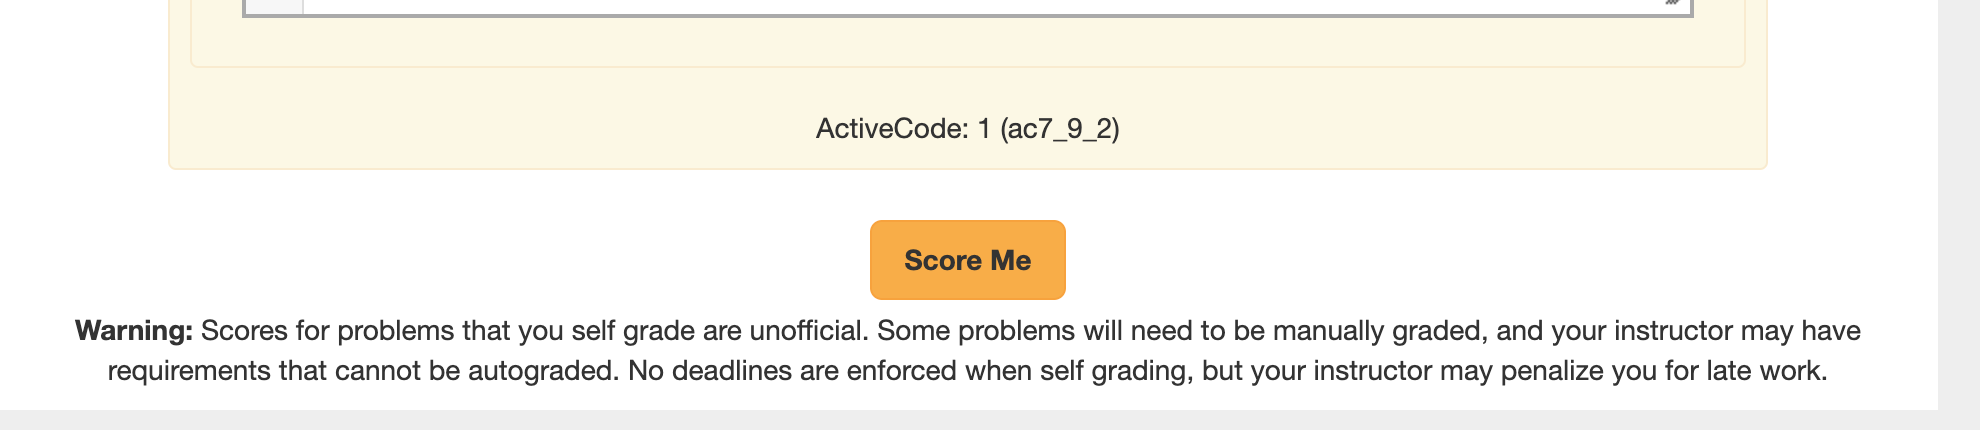 ActiveCode: 1 (ac7_9_2)
Score Me
Warning: Scores for problems that you self grade are unofficial. Some problems will need to be manually graded, and your instructor may have
requirements that cannot be autograded. No deadlines are enforced when self grading, but your instructor may penalize you for late work.